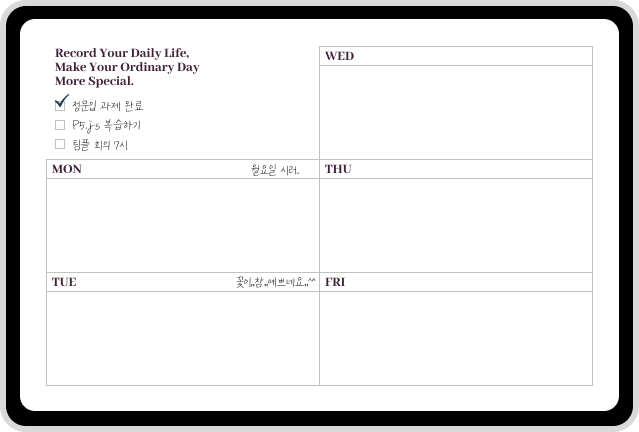 Record Your Daily Life,
Make Your Ordinary Day
More Special.
정문입 과제 완료
P5.js 복습하기
팀플 회의 7시
WED
MON
월요일 시러..
THU
TUE
꽃이,,참,,예쁘네요,,^^
FRI